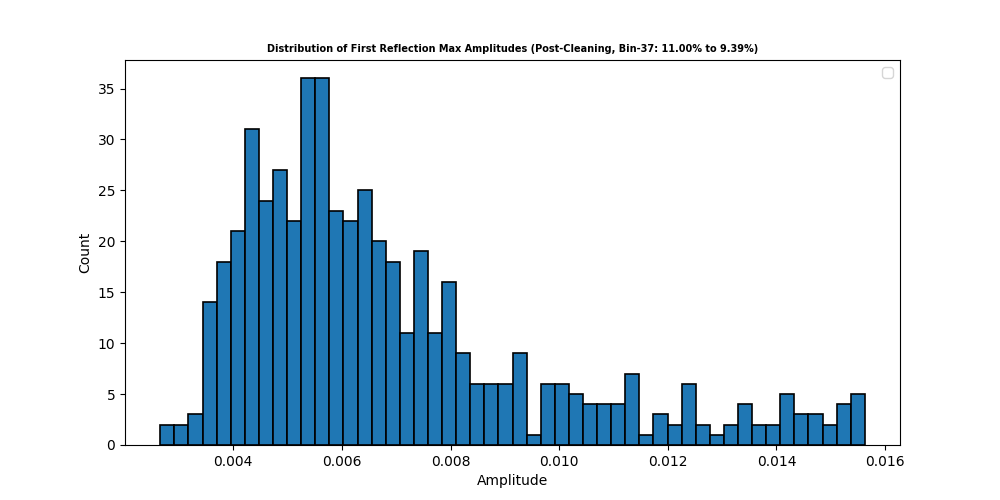 Distribution of First Reflection Max Amplitudes (Post-Cleaning, Bin-37: 11.00% to 9.39%)
35
30
25
20
15
10
5
0
Count
0.004 0.006 0.008 0.010 0.012 0.014 0.016
Amplitude